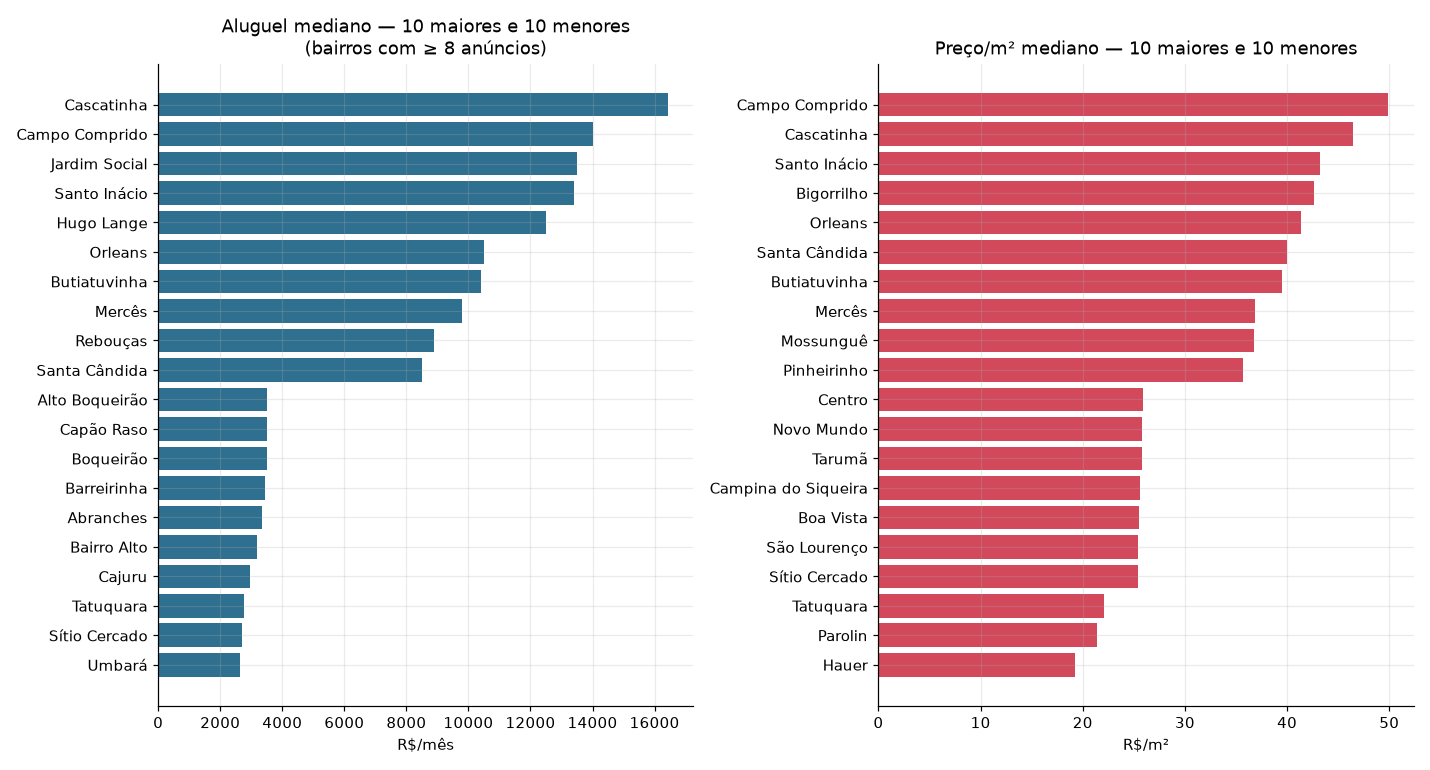 Aluguel mediano — 10 maiores e 10 menores
(bairros com ≥ 8 anúncios)
Cascatinha
Campo Comprido
Jardim Social
Santo Inácio
Hugo Lange
Orleans
Butiatuvinha
Mercês
Rebouças
Santa Cândida
Alto Boqueirão
Capão Raso
Boqueirão
Barreirinha
Abranches
Bairro Alto
Cajuru
Tatuquara
Sítio Cercado
Umbará
0 2000 4000 6000 8000 10000 12000 14000 16000
R$/mês
Preço/m² mediano — 10 maiores e 10 menores
Campo Comprido
Cascatinha
Santo Inácio
Bigorrilho
Orleans
Santa Cândida
Butiatuvinha
Mercês
Mossunguê
Pinheirinho
Centro
Novo Mundo
Tarumã
Campina do Siqueira
Boa Vista
São Lourenço
Sítio Cercado
Tatuquara
Parolin
Hauer
0 10 20 30 40 50
R$/m²